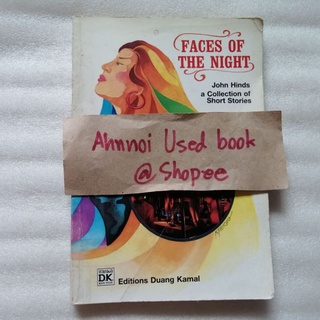 FACES OF
THE NIGHT
John Hinds
a Collection of
Short Stories
Ahnnoi Used book
@ Shopee
DK
Editions Duang Kamal